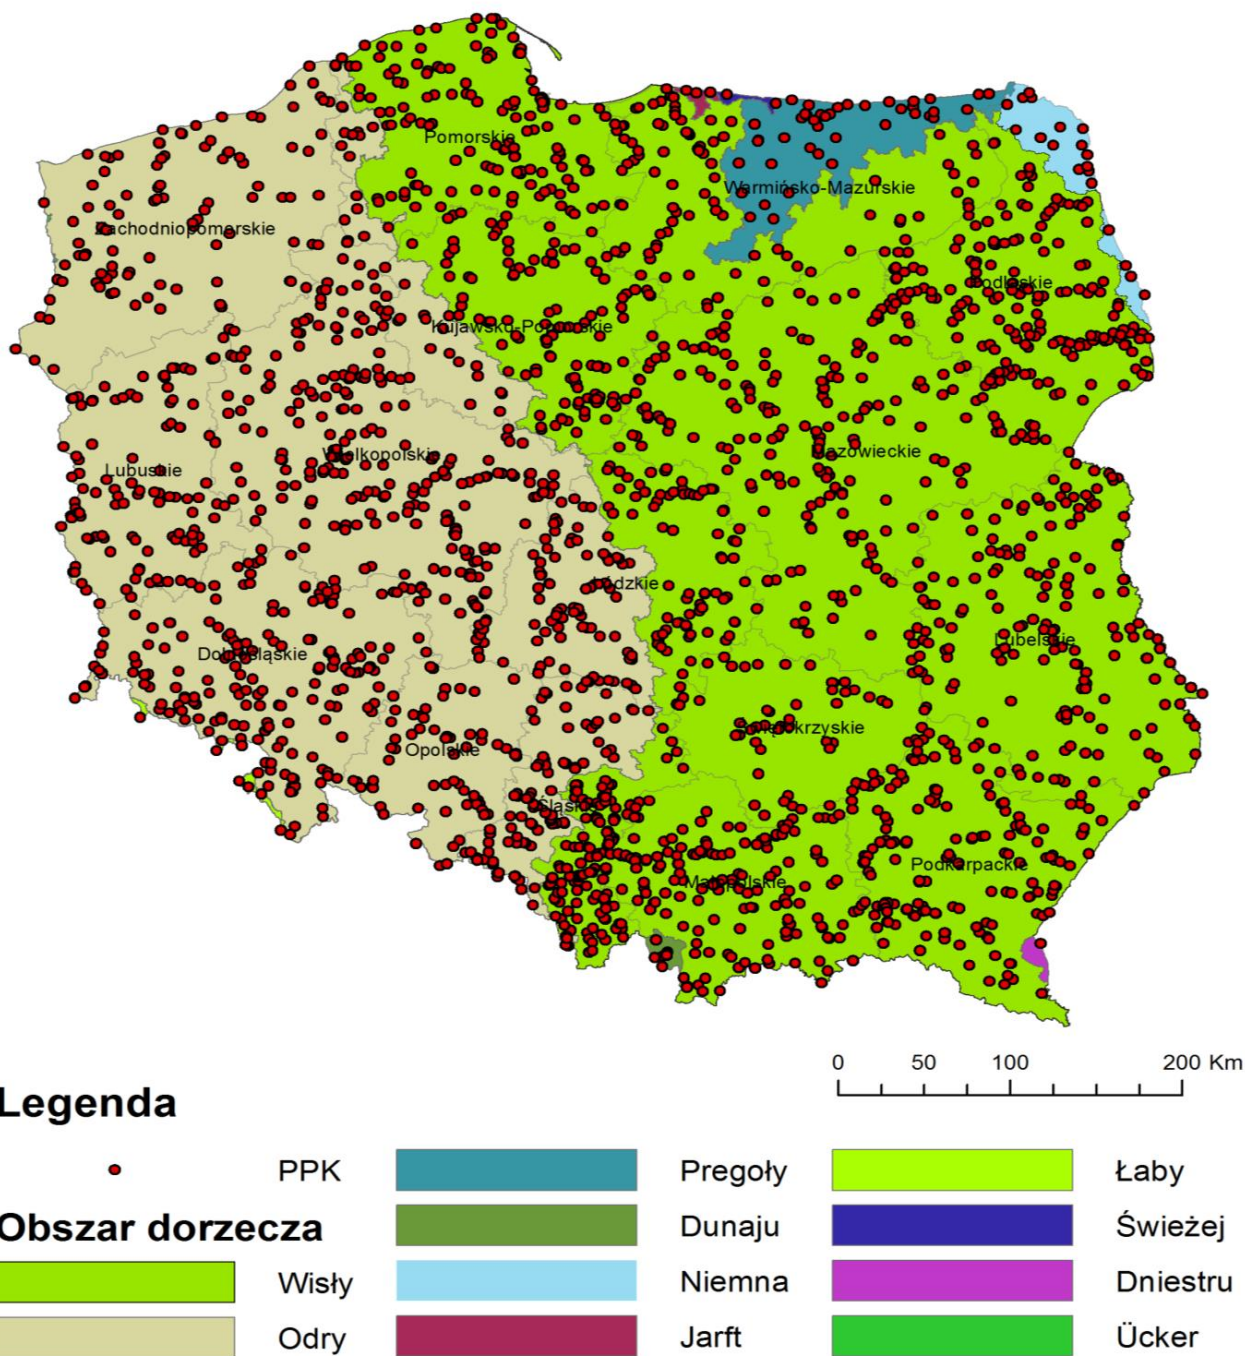 Pomorskie
Warmińsko-Mazurskie
Zachodniopomorskie
Podlaskie
Kujawsko-Pomorskie
Mazowieckie
Wielkopolskie
Lubuskie
Łódzkie
Lubelskie
Dolnośląskie
Świętokrzyskie
Opolskie
Śląskie
Podkarpackie
Małopolskie
0 50 100 200 Km
Legenda
PPK Pregoły Łaby
Obszar dorzecza Dunaju Świeżej
Wisły Niemna Dniestru
Odry Jarft Ücker